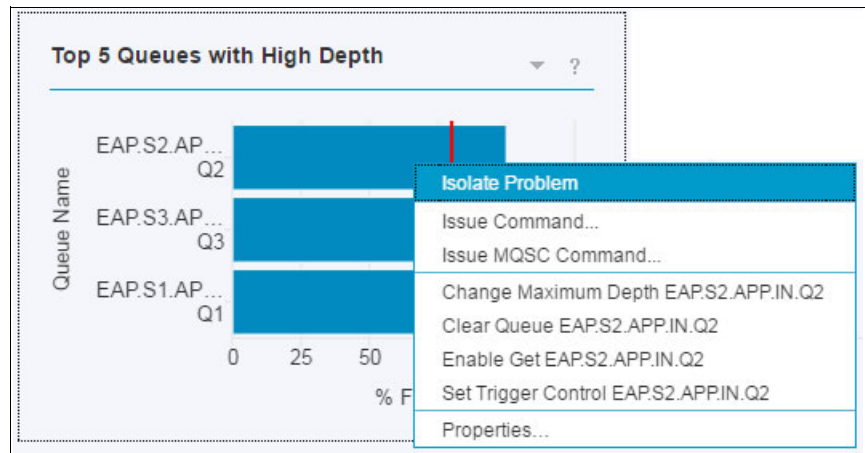 Top 5 Queues with High Depth
?
EAP.S2.AP...
Q2
EAP.S3.AP...
Q3
EAP.S1.AP...
Q1
Queue Name
0 25 50
% F
Isolate Problem
Issue Command...
Issue MQSC Command...
Change Maximum Depth EAP.S2.APP.IN.Q2
Clear Queue EAP.S2.APP.IN.Q2
Enable Get EAP.S2.APP.IN.Q2
Set Trigger Control EAP.S2.APP.IN.Q2
Properties...